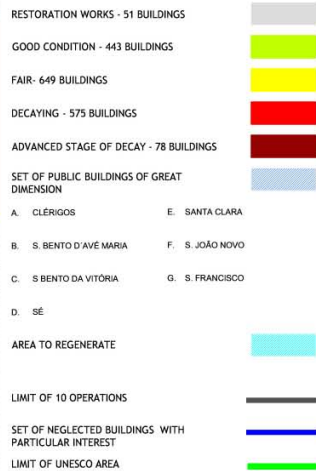 RESTORATION WORKS - 51 BUILDINGS
GOOD CONDITION - 443 BUILDINGS
FAIR- 649 BUILDINGS
DECAYING - 575 BUILDINGS
ADVANCED STAGE OF DECAY - 78 BUILDINGS
SET OF PUBLIC BUILDINGS OF GREAT
DIMENSION
A. CLÉRIGOS
E. SANTA CLARA
B. S. BENTO D'AVÉ MARIA
F. S. JOÃO NOVO
C. S BENTO DA VITÓRIA
G. S. FRANCISCO
D. SÉ
AREA TO REGENERATE
LIMIT OF 10 OPERATIONS
SET OF NEGLECTED BUILDINGS WITH
PARTICULAR INTEREST
LIMIT OF UNESCO AREA